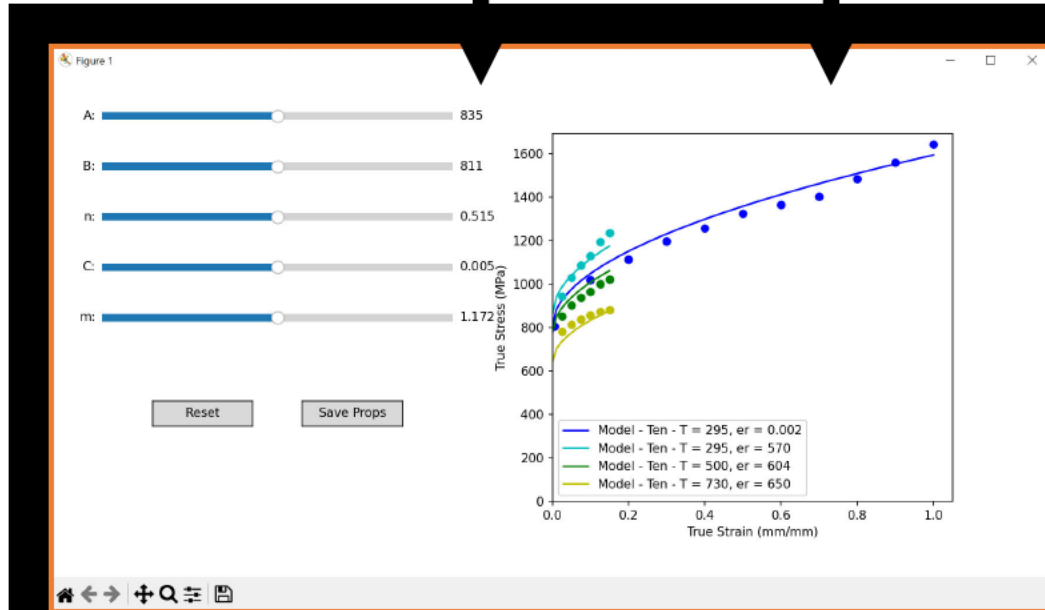 Figure 1
A: 835
B: 811
n: 0.515
C: 0.005
m: 1.172
Reset Save Props
True Stress (MPa)
1600
1400
1200
1000
800
600
400
200
0
Model - Ten - T = 295, er = 0.002
Model - Ten - T = 295, er = 570
Model - Ten - T = 500, er = 604
Model - Ten - T = 730, er = 650
0.0 0.2 0.4 0.6 0.8 1.0
True Strain (mm/mm)